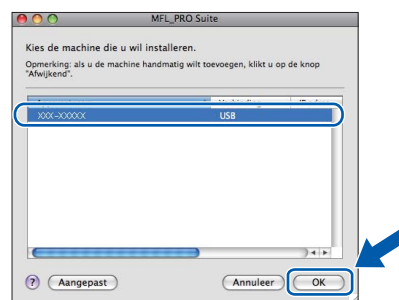 MFL_PRO Suite
Kies de machine die u wil installeren.
Opmerking: als u de machine handmatig wilt toevoegen, klikt u op de knop
"Afwijkend".
XXX-XXXXX USB
? Aangepast Annuleer OK